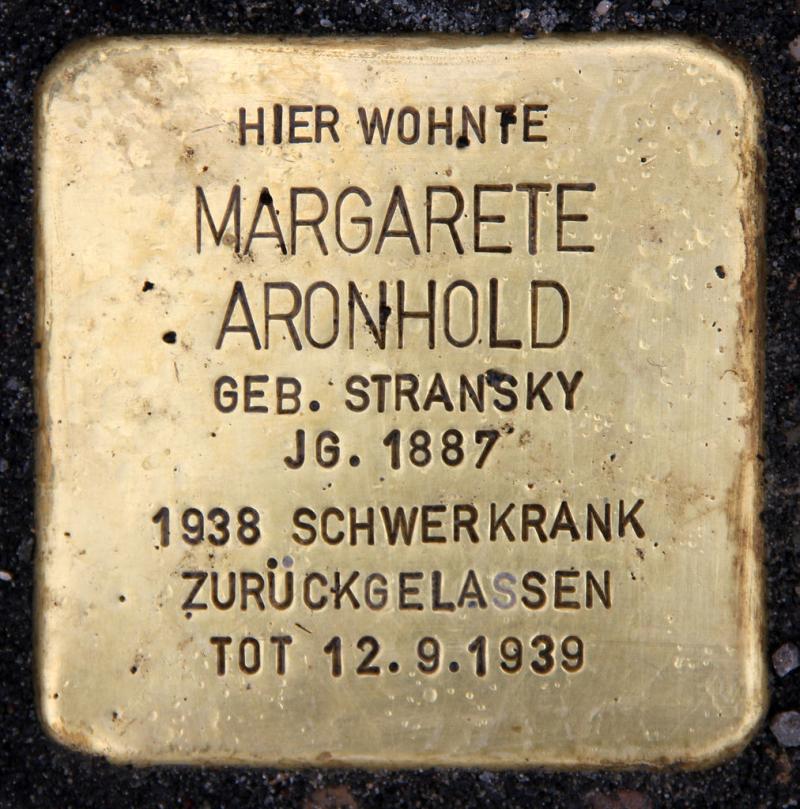 HIER WOHNTE
MARGARETE
ARONHOLD
GEB. STRANSKY
JG. 1887
1938 SCHWERKRANK
ZURÜCKGELASSEN
TOT 12.9.1939